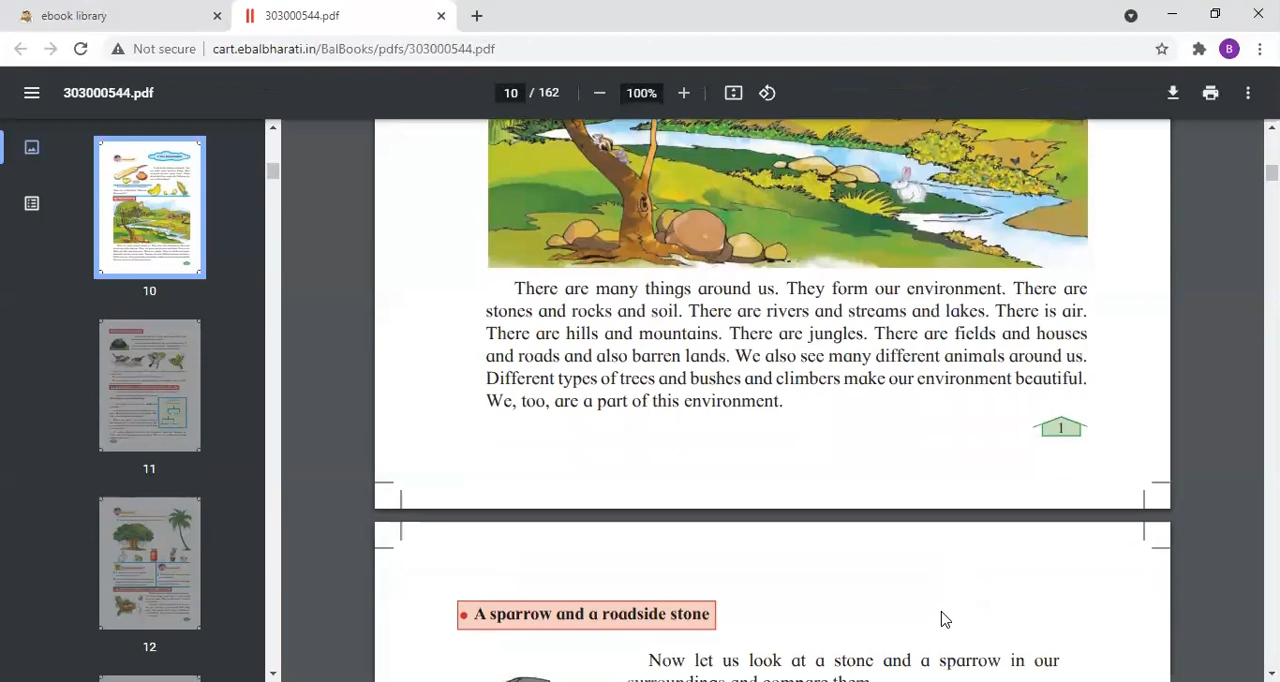 ebook library
303000544.pdf
Not secure
cart.ebalbharati.in/BalBooks/pdfs/303000544.pdf
B
303000544.pdf
10 / 162
100%
10
11
12
There are many things around us. They form our environment. There are
stones and rocks and soil. There are rivers and streams and lakes. There is air.
There are hills and mountains. There are jungles. There are fields and houses
and roads and also barren lands. We also see many different animals around us.
Different types of trees and bushes and climbers make our environment beautiful.
We, too, are a part of this environment.
1
• A sparrow and a roadside stone
Now let us look at a stone and a sparrow in our
surroundings and compare them.